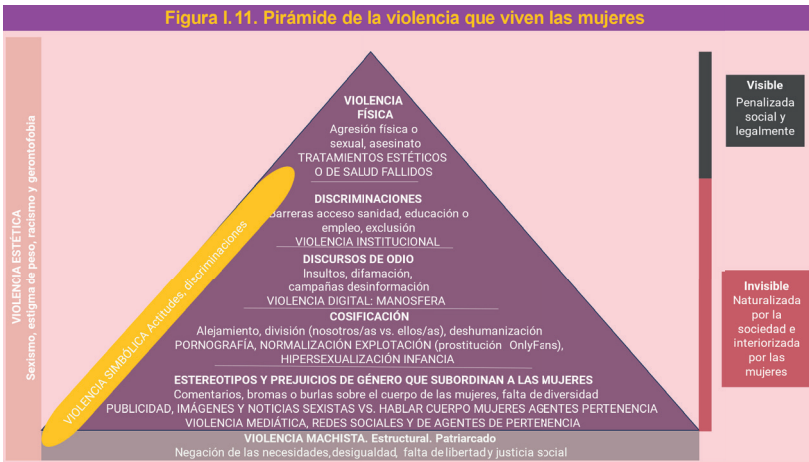 Figura I.11. Pirámide de la violencia que viven las mujeres
VIOLENCIA ESTÉTICA
Sexismo, estigma de peso, racismo y gerontofobia
VIOLENCIA SIMBÓLICA Actitudes, discriminaciones
VIOLENCIA
FÍSICA
Agresión física o
sexual, asesinato
TRATAMIENTOS ESTÉTICOS
O DE SALUD FALLIDOS
DISCRIMINACIONES
Barreras acceso sanidad, educación o
empleo, exclusión
VIOLENCIA INSTITUCIONAL
DISCURSOS DE ODIO
Insultos, difamación,
campañas desinformación
VIOLENCIA DIGITAL: MANOSFERA
COSIFICACIÓN
Alejamiento, división (nosotros/as vs. ellos/as), deshumanización
PORNOGRAFÍA, NORMALIZACIÓN EXPLOTACIÓN (prostitución OnlyFans),
HIPERSEXUALIZACIÓN INFANCIA
ESTEREOTIPOS Y PREJUICIOS DE GÉNERO QUE SUBORDINAN A LAS MUJERES
Comentarios, bromas o burlas sobre el cuerpo de las mujeres, falta de diversidad
PUBLICIDAD, IMÁGENES Y NOTICIAS SEXISTAS VS. HABLAR CUERPO MUJERES AGENTES PERTENENCIA
VIOLENCIA MEDIÁTICA, REDES SOCIALES Y DE AGENTES DE PERTENENCIA
VIOLENCIA MACHISTA. Estructural. Patriarcado
Negación de las necesidades, desigualdad, falta de libertad y justicia social
Visible
Penalizada
social y
legalmente
Invisible
Naturalizada
por la
sociedad e
interiorizada
por las
mujeres